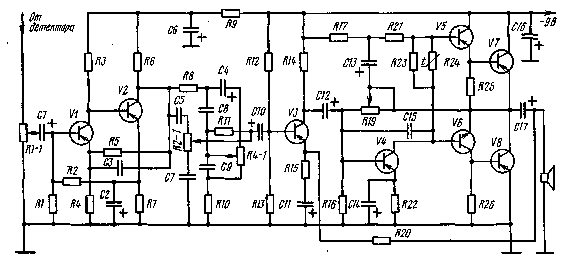 От
детектора
C6
R9
-9В
C16
R17
R21
V5
V7
R3
R6
R12
R14
C13
R23
t
R24
V2
R8
C4
R25
C1
V1
C5
C8
C10
V3
C12
R19
R11
C15
V6
C17
R1-1
R5
R2-1
R4-1
V4
V8
C3
C9
R15
R2
C7
R1
R4
C2
R7
R10
R13
C11
R16
C14
R22
R26
R20